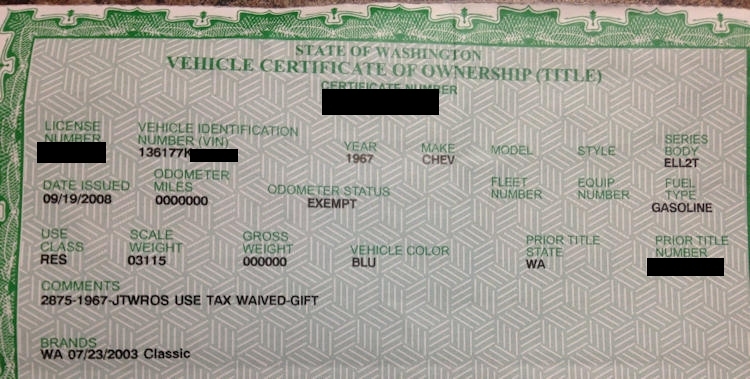 STATE OF WASHINGTON
VEHICLE CERTIFICATE OF OWNERSHIP (TITLE)
CERTIFICATE NUMBER
LICENSE NUMBER
VEHICLE IDENTIFICATION NUMBER (VIN)
136177K
YEAR
1967
MAKE
CHEV
MODEL
STYLE
SERIES BODY
ELL2T
DATE ISSUED
09/19/2008
ODOMETER MILES
0000000
ODOMETER STATUS
EXEMPT
FLEET NUMBER
EQUIP NUMBER
FUEL TYPE
GASOLINE
USE CLASS
RES
SCALE WEIGHT
03115
GROSS WEIGHT
000000
VEHICLE COLOR
BLU
PRIOR TITLE STATE
WA
PRIOR TITLE NUMBER
COMMENTS
2875-1967-JTWROS USE TAX WAIVED-GIFT
BRANDS
WA 07/23/2003 Classic